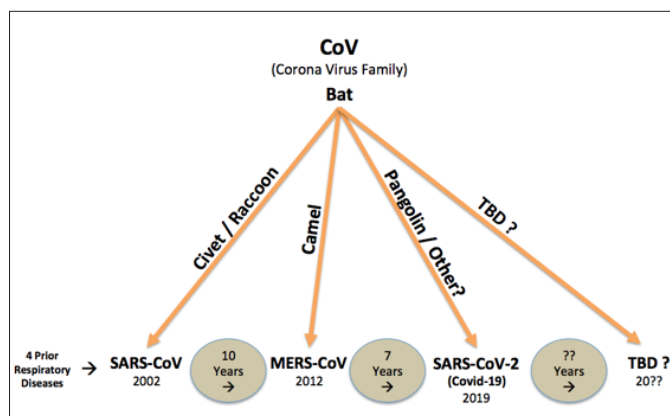 CoV
(Corona Virus Family)
Bat
Civet / Raccoon
Camel
Pangolin / Other?
TBD ?
4 Prior
Respiratory
Diseases
→
SARS-CoV
2002
10
Years
→
MERS-CoV
2012
7
Years
→
SARS-CoV-2
(Covid-19)
2019
??
Years
→
TBD ?
20??